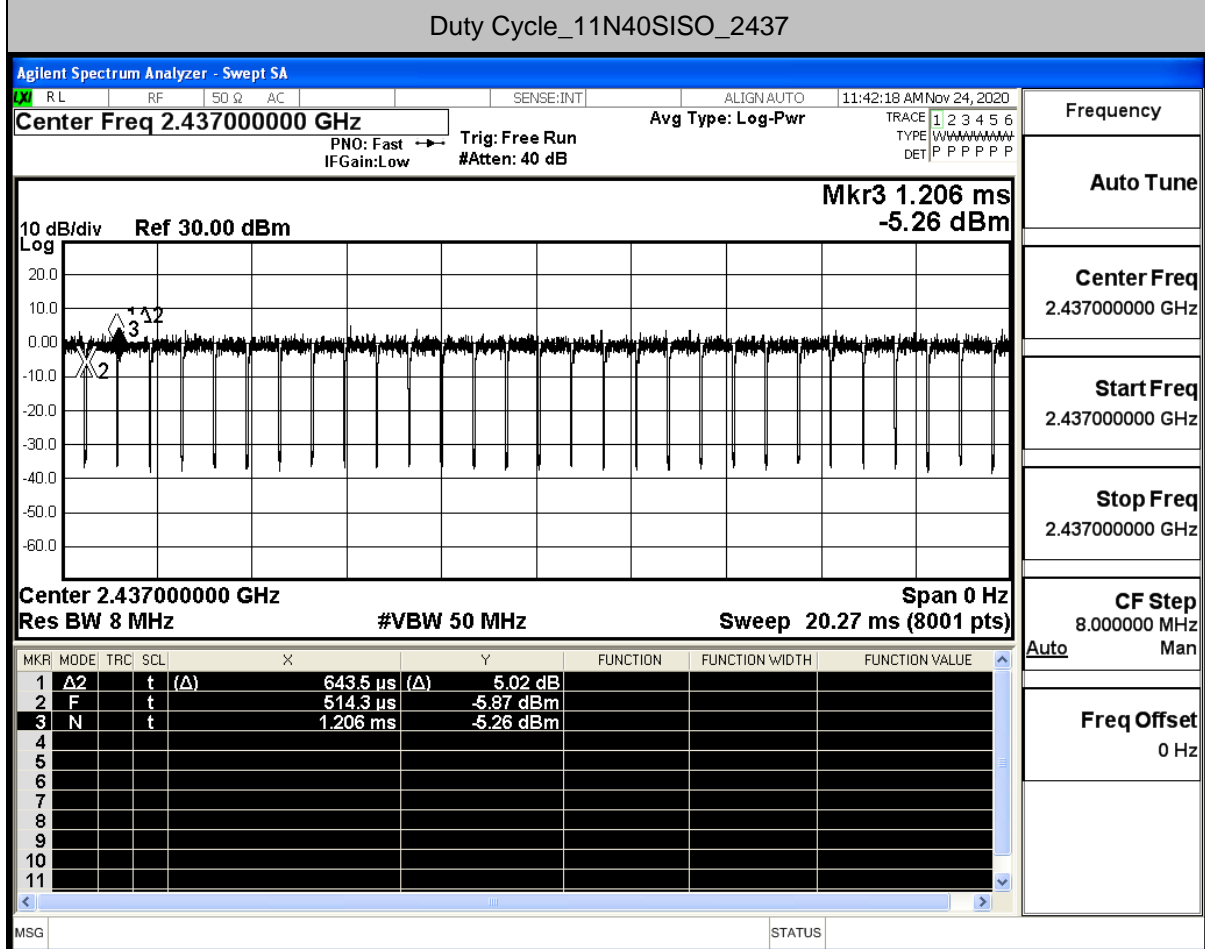 Duty Cycle_11N40SISO_2437
Agilent Spectrum Analyzer - Swept SA
LXI RL RF 50 Ω AC SENSE:INT ALIGNAUTO 11:42:18 AM Nov 24, 2020
Center Freq 2.437000000 GHz Avg Type: Log-Pwr TRACE 1 2 3 4 5 6
PNO: Fast Trig: Free Run TYPE WWWWWW
IFGain:Low #Atten: 40 dB DET P P P P P P
Mkr3 1.206 ms
-5.26 dBm
10 dB/div Ref 30.00 dBm
Log
20.0
10.0
1Δ2
3
0.00
2
-10.0
-20.0
-30.0
-40.0
-50.0
-60.0
Center 2.437000000 GHz Span 0 Hz
Res BW 8 MHz #VBW 50 MHz Sweep 20.27 ms (8001 pts)
MKR MODE TRC SCL X Y FUNCTION FUNCTION WIDTH FUNCTION VALUE
1 Δ2 t (Δ) 643.5 µs (Δ) 5.02 dB
2 F t 514.3 µs -5.87 dBm
3 N t 1.206 ms -5.26 dBm
4
5
6
7
8
9
10
11
MSG STATUS
Frequency
Auto Tune
Center Freq
2.437000000 GHz
Start Freq
2.437000000 GHz
Stop Freq
2.437000000 GHz
CF Step
8.000000 MHz
Auto Man
Freq Offset
0 Hz